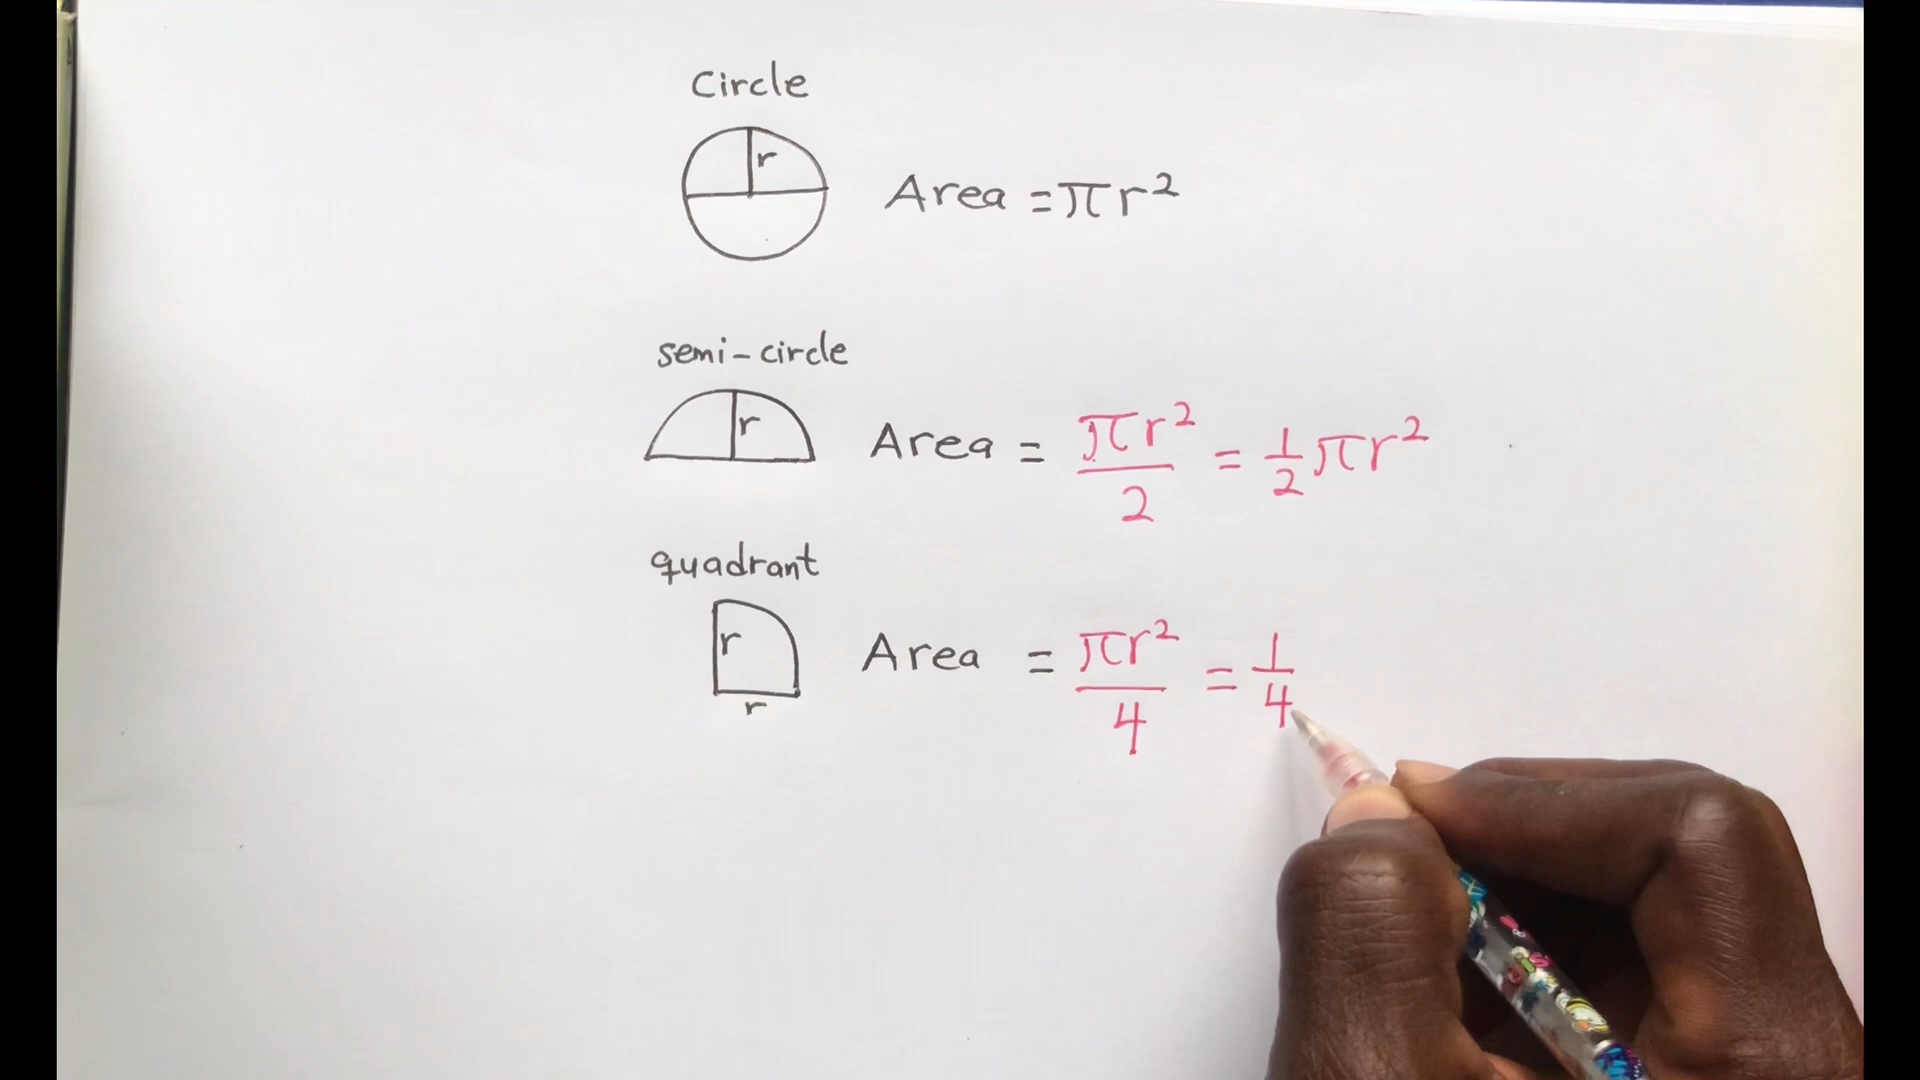 Circle
r
Area = πr²
semi-circle
r
Area = πr²/2 = 1/2 πr²
quadrant
r
Area = πr²/4 = 1/4
r